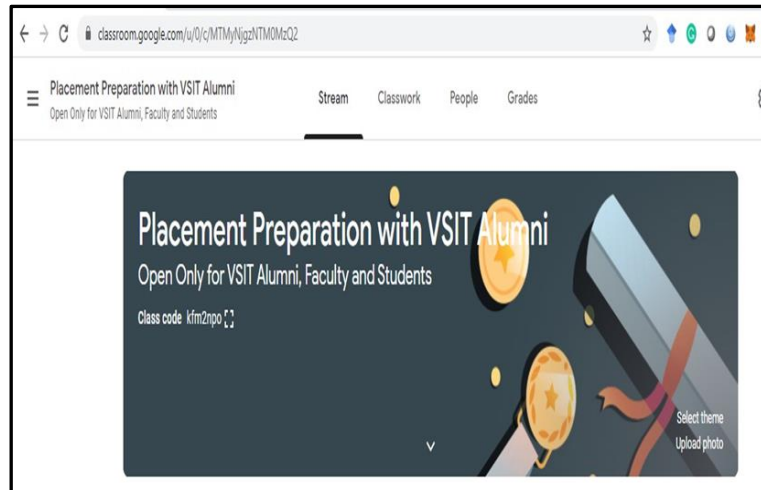 classroom.google.com/u/0/c/MTMyNjgzNTM0MzQ2
Placement Preparation with VSIT Alumni
Open Only for VSIT Alumni, Faculty and Students
Stream Classwork People Grades
Placement Preparation with VSIT Alumni
Open Only for VSIT Alumni, Faculty and Students
Class code kfm2npo
Select theme
Upload photo